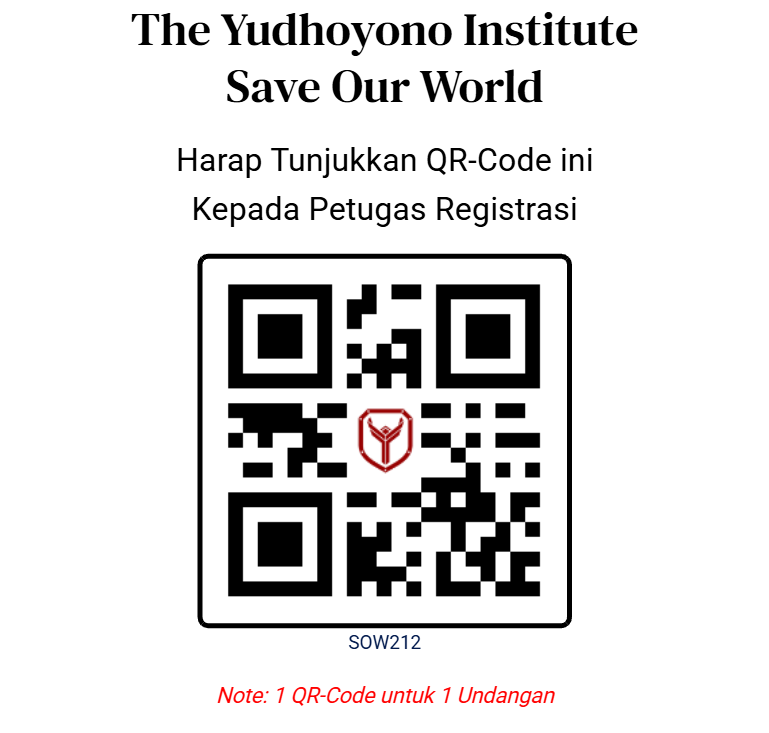 The Yudhoyono Institute
Save Our World
Harap Tunjukkan QR-Code ini
Kepada Petugas Registrasi
SOW212
Note: 1 QR-Code untuk 1 Undangan